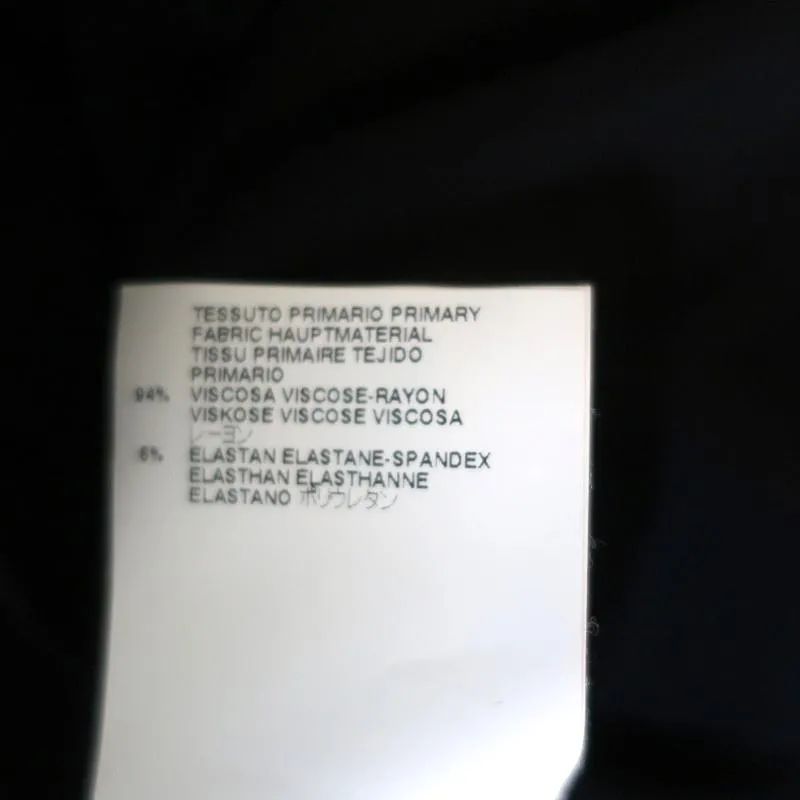 TESSUTO PRIMARIO PRIMARY
FABRIC HAUPTMATERIAL
TISSU PRIMAIRE TEJIDO
PRIMARIO
94% VISCOSA VISCOSE-RAYON
VISKOSE VISCOSE VISCOSA
レーヨン
6% ELASTAN ELASTANE-SPANDEX
ELASTHAN ELASTHANNE
ELASTANO ポリウレタン